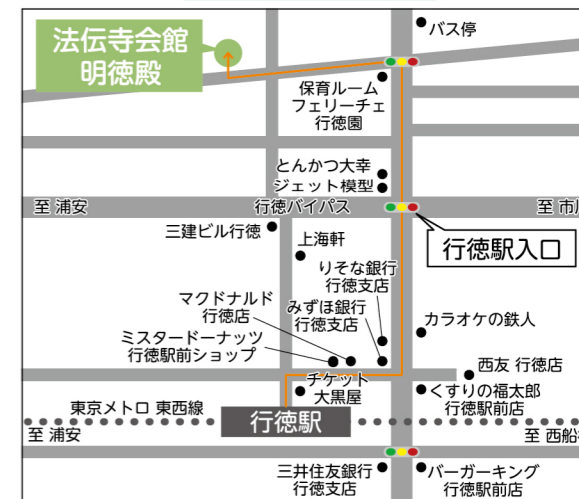 法伝寺会館
明徳殿
バス停
保育ルーム
フェリーチェ
行徳園
とんかつ大幸
ジェット模型
至 浦安
行徳バイパス
至 市川
三建ビル行徳
上海軒
行徳駅入口
りそな銀行
行徳支店
マクドナルド
行徳店
みずほ銀行
行徳支店
カラオケの鉄人
ミスタードーナッツ
行徳駅前ショップ
西友 行徳店
チケット
大黒屋
くすりの福太郎
行徳駅前店
東京メトロ 東西線
行徳駅
至 浦安
至 西船
三井住友銀行
行徳支店
バーガーキング
行徳駅前店